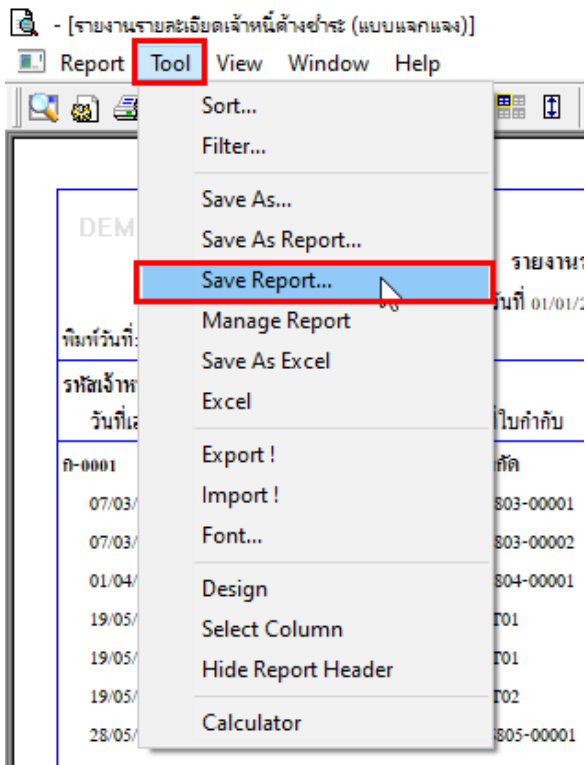 - [รายงานรายละเอียดเจ้าหนี้ค้างชำระ (แบบแจกแจง)]
Report Tool View Window Help
Sort...
Filter...
Save As...
DEM
Save As Report...
Save Report...
Manage Report
Save As Excel
Excel
Export !
Import !
Font...
Design
Select Column
Hide Report Header
Calculator
รายงาน
วันที่ 01/01/2
พิมพ์วันที่:
รหัสเจ้าห
วันที่เ
ใบกำกับ
ก-0001
กัด
07/03/ 803-00001
07/03/ 803-00002
01/04/ 804-00001
19/05/ T01
19/05/ T01
19/05/ T02
28/05/ 805-00001